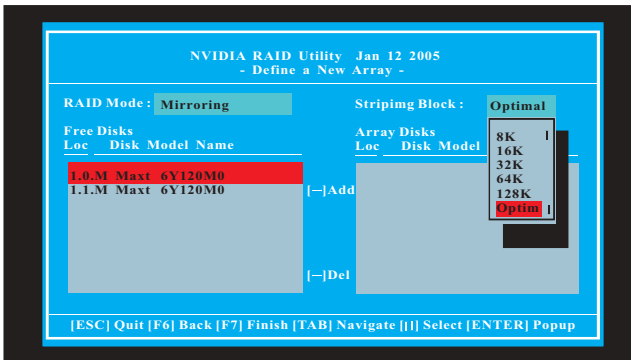 NVIDIA RAID Utility Jan 12 2005
- Define a New Array -
RAID Mode : Mirroring
Stripimg Block : Optimal
Free Disks
Loc Disk Model Name
Array Disks
Loc Disk Model
8K
16K
32K
64K
128K
Optim
1.0.M Maxt 6Y120M0
1.1.M Maxt 6Y120M0
[—]Add
[—]Del
[ESC] Quit [F6] Back [F7] Finish [TAB] Navigate [||] Select [ENTER] Popup